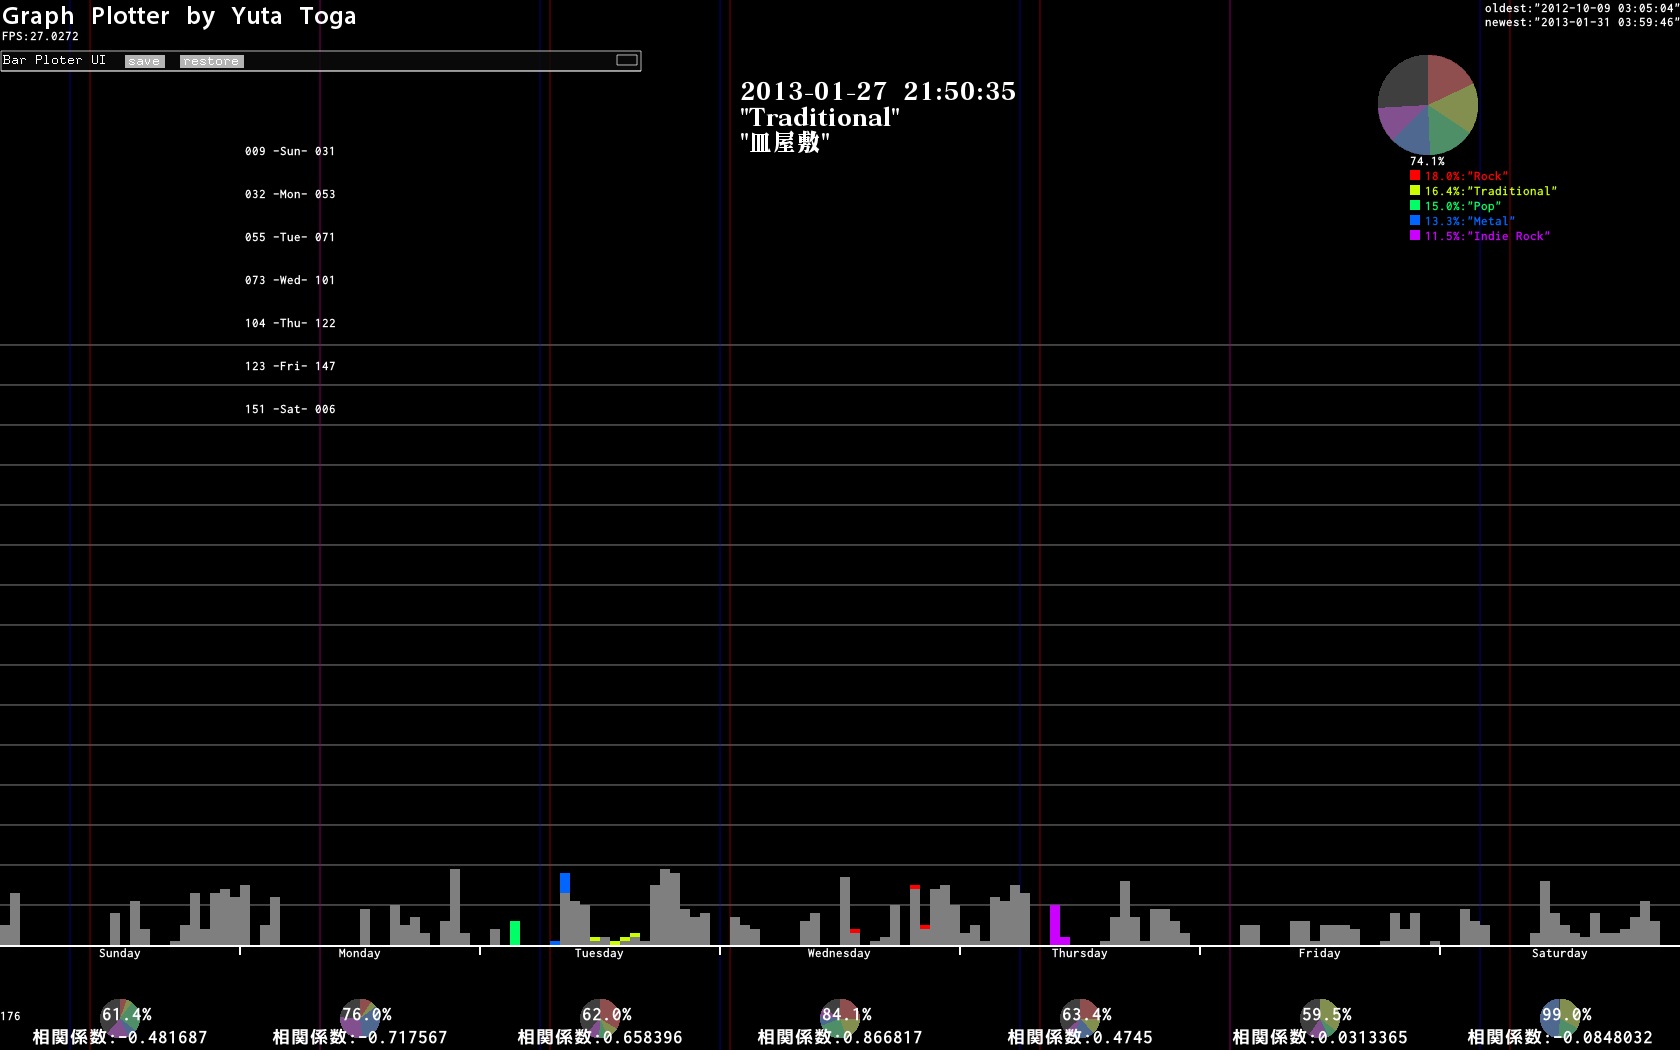 Graph Plotter by Yuta Toga
FPS:27.0272
oldest:"2012-10-09 03:05:04"
newest:"2013-01-31 03:59:46"
Bar Ploter UI save restore
2013-01-27 21:50:35
"Traditional"
"皿屋敷"
74.1%
18.0%:"Rock"
16.4%:"Traditional"
15.0%:"Pop"
13.3%:"Metal"
11.5%:"Indie Rock"
009 -Sun- 031
032 -Mon- 053
055 -Tue- 071
073 -Wed- 101
104 -Thu- 122
123 -Fri- 147
151 -Sat- 006
Sunday Monday Tuesday Wednesday Thursday Friday Saturday
176 61.4% 76.0% 62.0% 84.1% 63.4% 59.5% 99.0%
相関係数:-0.481687 相関係数:-0.717567 相関係数:0.658396 相関係数:0.866817 相関係数:0.4745 相関係数:0.0313365 相関係数:-0.0848032